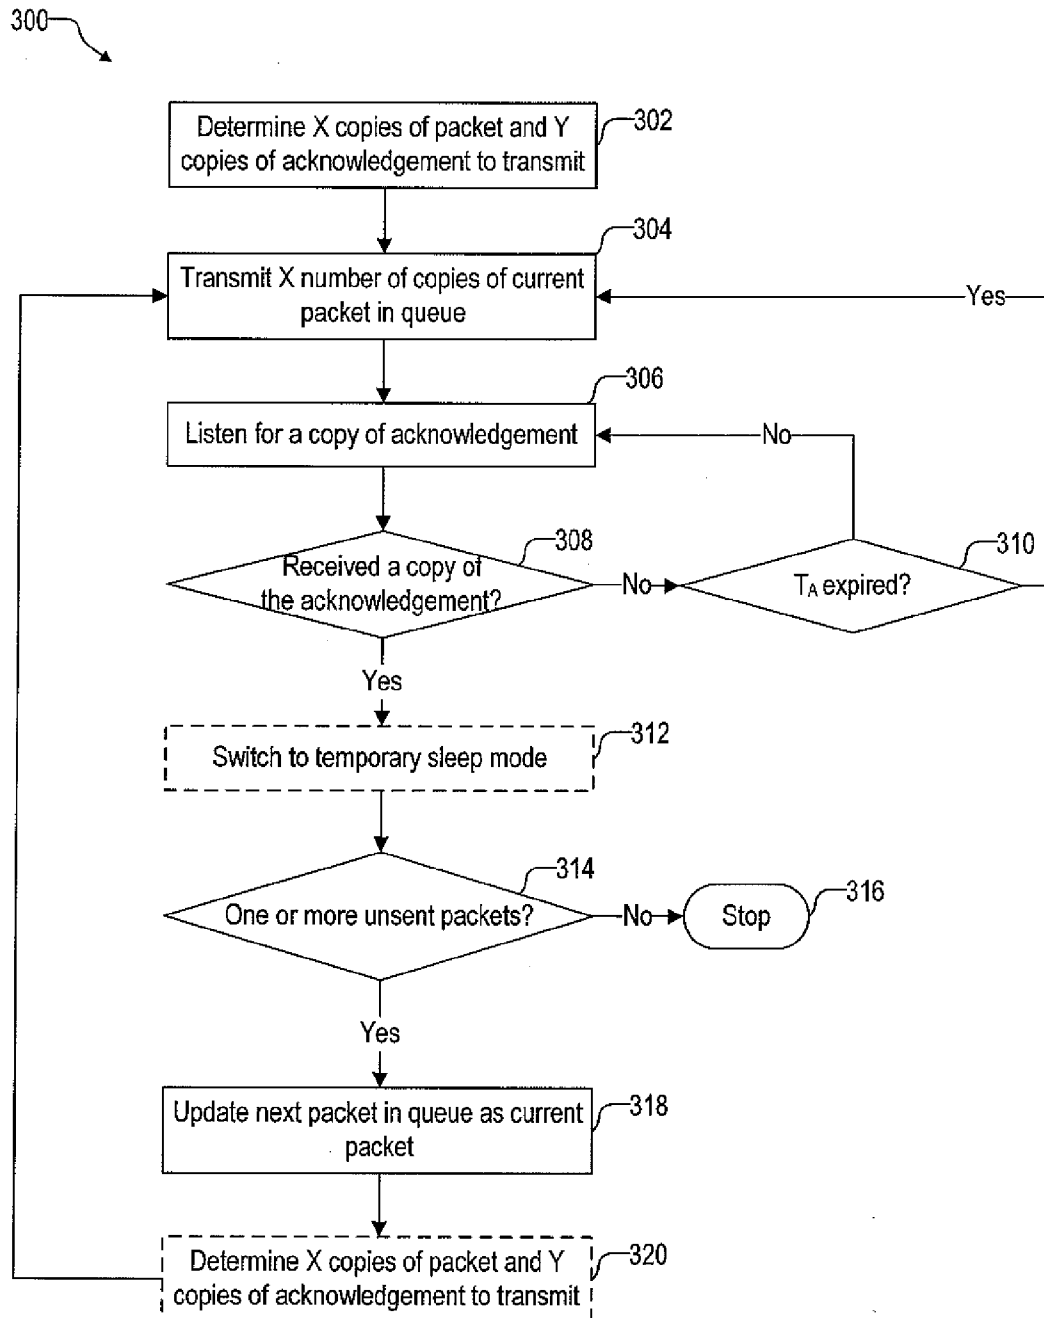 300
Determine X copies of packet and Y
copies of acknowledgement to transmit
302
304
Transmit X number of copies of current
packet in queue
Yes
306
Listen for a copy of acknowledgement
No
308
Received a copy of
the acknowledgement?
No
310
TA expired?
Yes
312
Switch to temporary sleep mode
314
One or more unsent packets?
No
Stop
316
Yes
318
Update next packet in queue as current
packet
320
Determine X copies of packet and Y
copies of acknowledgement to transmit